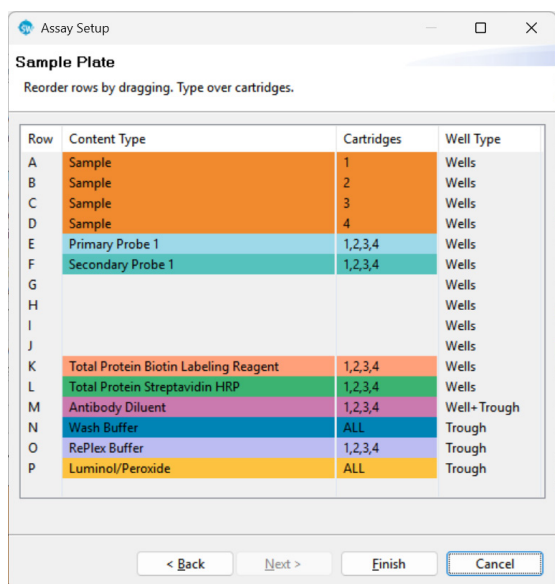 Assay Setup
Sample Plate
Reorder rows by dragging. Type over cartridges.
Row Content Type Cartridges Well Type
A Sample 1 Wells
B Sample 2 Wells
C Sample 3 Wells
D Sample 4 Wells
E Primary Probe 1 1,2,3,4 Wells
F Secondary Probe 1 1,2,3,4 Wells
G Wells
H Wells
I Wells
J Wells
K Total Protein Biotin Labeling Reagent 1,2,3,4 Wells
L Total Protein Streptavidin HRP 1,2,3,4 Wells
M Antibody Diluent 1,2,3,4 Well+Trough
N Wash Buffer ALL Trough
O RePlex Buffer 1,2,3,4 Trough
P Luminol/Peroxide ALL Trough
< Back Next > Finish Cancel